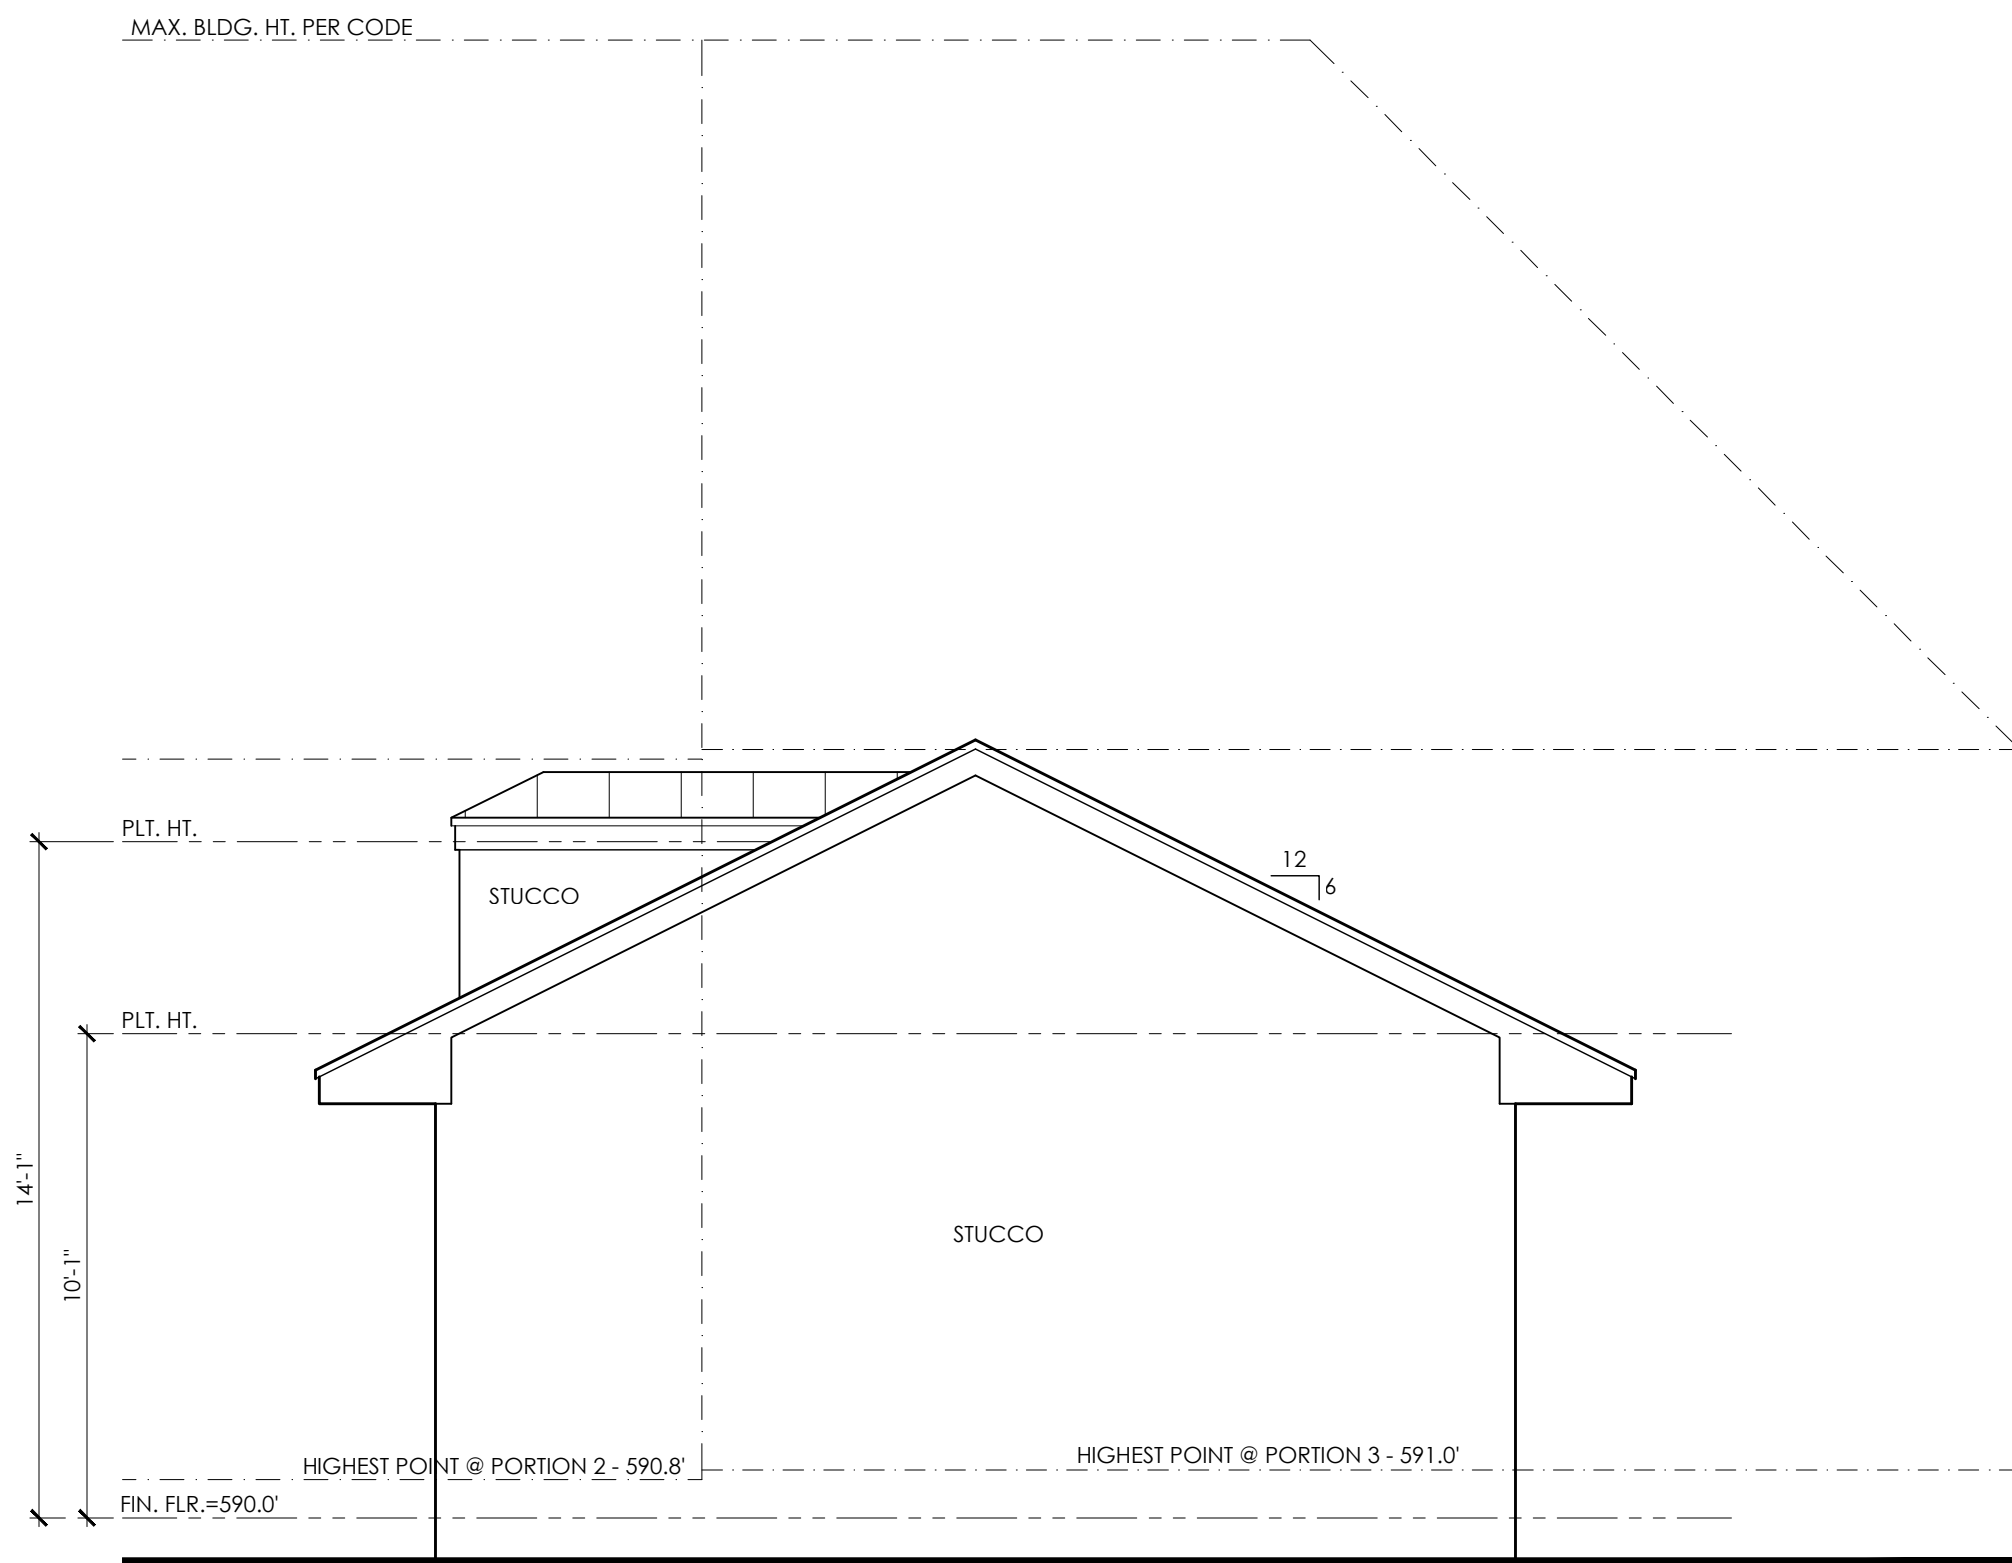 MAX. BLDG. HT. PER CODE
PLT. HT.
12
6
STUCCO
PLT. HT.
14'-1"
10'-1"
STUCCO
HIGHEST POINT @ PORTION 2 - 590.8'
HIGHEST POINT @ PORTION 3 - 591.0'
FIN. FLR.=590.0'